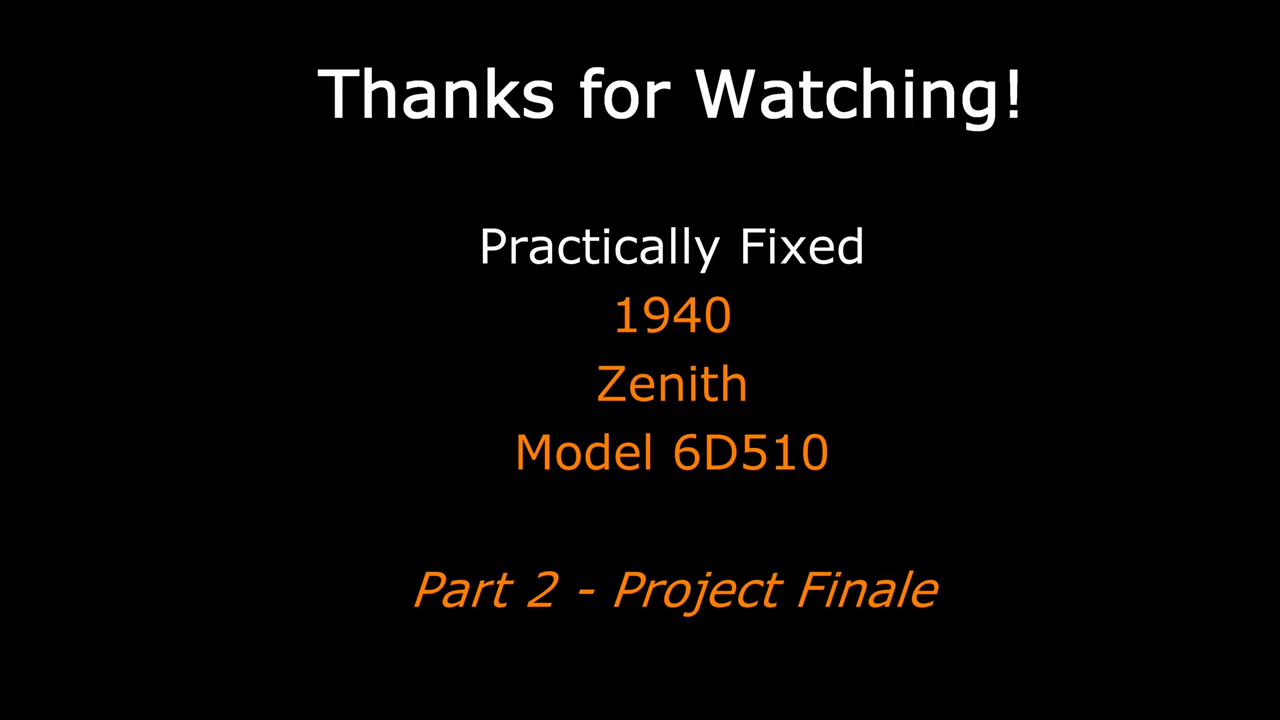 Thanks for Watching!
Practically Fixed
1940
Zenith
Model 6D510
Part 2 - Project Finale